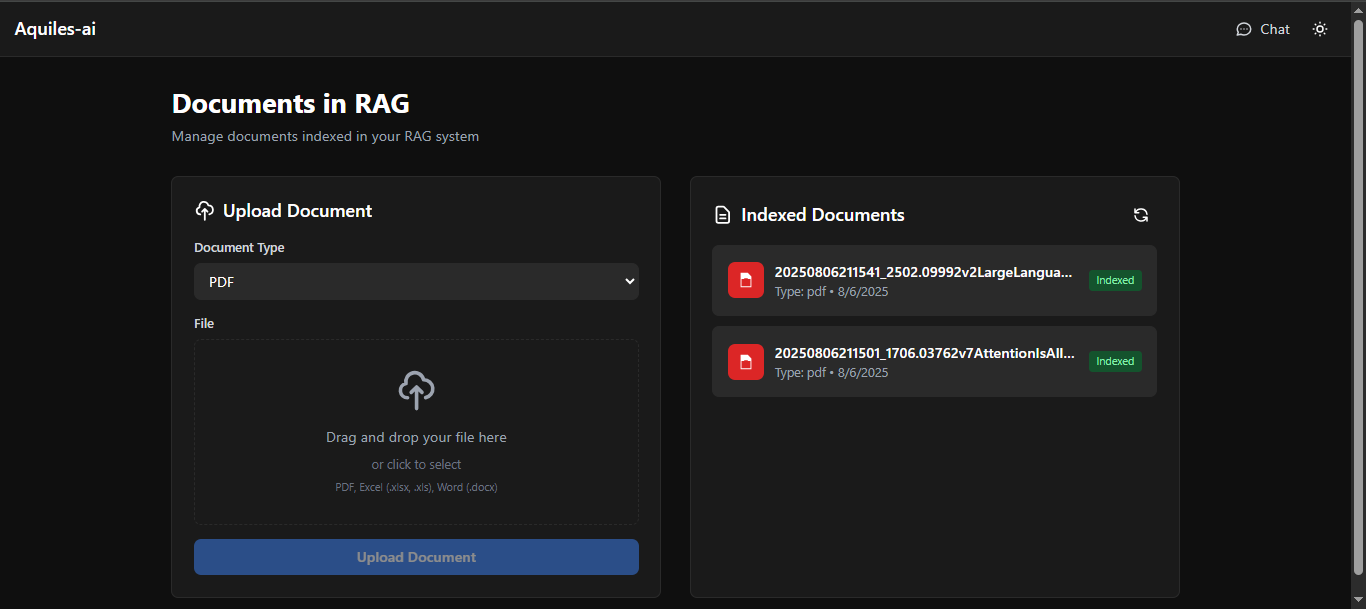 Aquiles-ai
Chat
Documents in RAG
Manage documents indexed in your RAG system
Upload Document
Document Type
PDF
File
Drag and drop your file here
or click to select
PDF, Excel (.xlsx, .xls), Word (.docx)
Upload Document
Indexed Documents
20250806211541_2502.09992v2LargeLangua...
Type: pdf • 8/6/2025
Indexed
20250806211501_1706.03762v7AttentionIsAll...
Type: pdf • 8/6/2025
Indexed